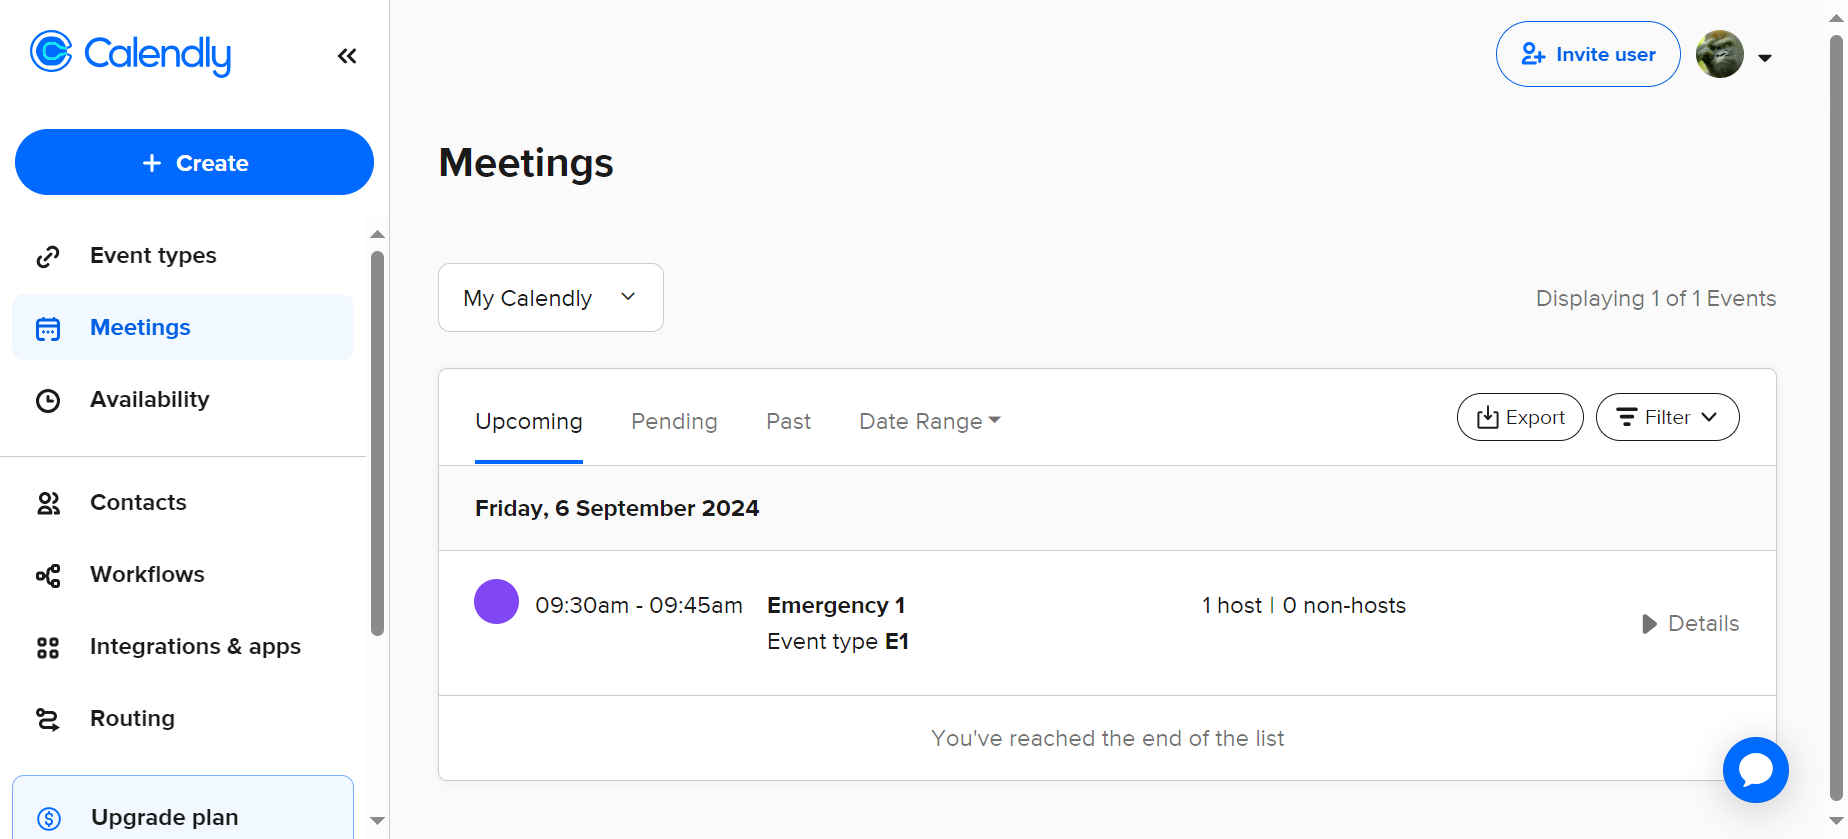 Calendly
Invite user
Create
Meetings
Event types
Meetings
Availability
Contacts
Workflows
Integrations & apps
Routing
Upgrade plan
My Calendly
Displaying 1 of 1 Events
Upcoming
Pending
Past
Date Range
Export
Filter
Friday, 6 September 2024
09:30am - 09:45am
Emergency 1
Event type E1
1 host | 0 non-hosts
Details
You've reached the end of the list